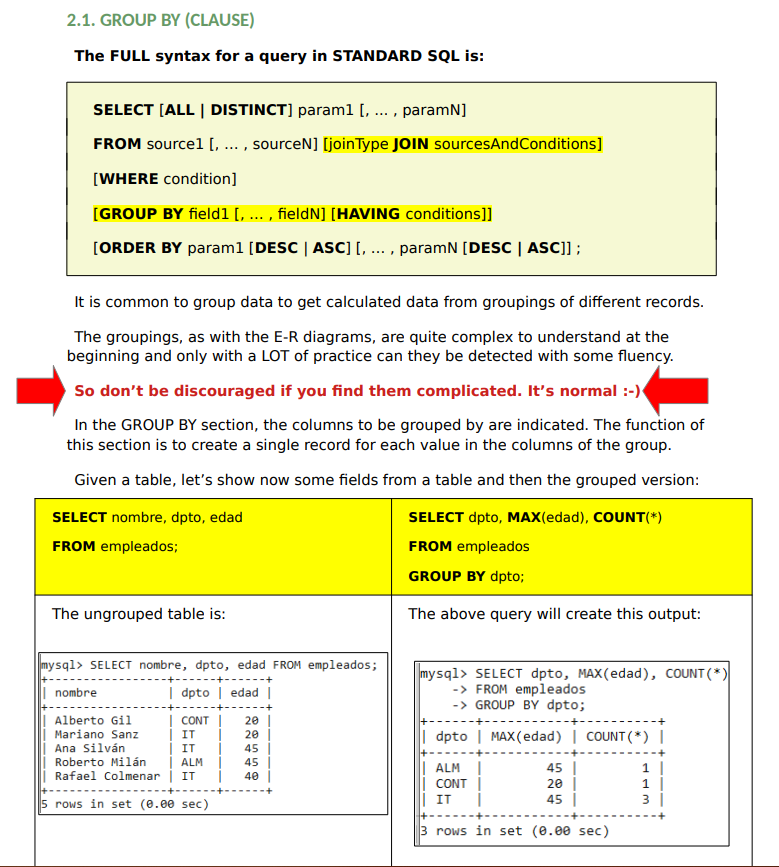 2.1. GROUP BY (CLAUSE)
The FULL syntax for a query in STANDARD SQL is:
SELECT [ALL | DISTINCT] param1 [, ... , paramN]
FROM source1 [, ... , sourceN] [joinType JOIN sourcesAndConditions]
[WHERE condition]
[GROUP BY field1 [, ... , fieldN] [HAVING conditions]]
[ORDER BY param1 [DESC | ASC] [, ... , paramN [DESC | ASC]] ;
It is common to group data to get calculated data from groupings of different records.
The groupings, as with the E-R diagrams, are quite complex to understand at the
beginning and only with a LOT of practice can they be detected with some fluency.
So don’t be discouraged if you find them complicated. It’s normal :-)
In the GROUP BY section, the columns to be grouped by are indicated. The function of
this section is to create a single record for each value in the columns of the group.
Given a table, let’s show now some fields from a table and then the grouped version:
SELECT nombre, dpto, edad
FROM empleados;
SELECT dpto, MAX(edad), COUNT(*)
FROM empleados
GROUP BY dpto;
The ungrouped table is:
mysql> SELECT nombre, dpto, edad FROM empleados;
+-----------------+------+------+
| nombre          | dpto | edad |
+-----------------+------+------+
| Alberto Gil     | CONT |   20 |
| Mariano Sanz    | IT   |   20 |
| Ana Silván      | IT   |   45 |
| Roberto Milán   | ALM  |   45 |
| Rafael Colmenar | IT   |   40 |
+-----------------+------+------+
5 rows in set (0.00 sec)
The above query will create this output:
mysql> SELECT dpto, MAX(edad), COUNT(*)
    -> FROM empleados
    -> GROUP BY dpto;
+------+-----------+----------+
| dpto | MAX(edad) | COUNT(*) |
+------+-----------+----------+
| ALM  |        45 |        1 |
| CONT |        20 |        1 |
| IT   |        45 |        3 |
+------+-----------+----------+
3 rows in set (0.00 sec)